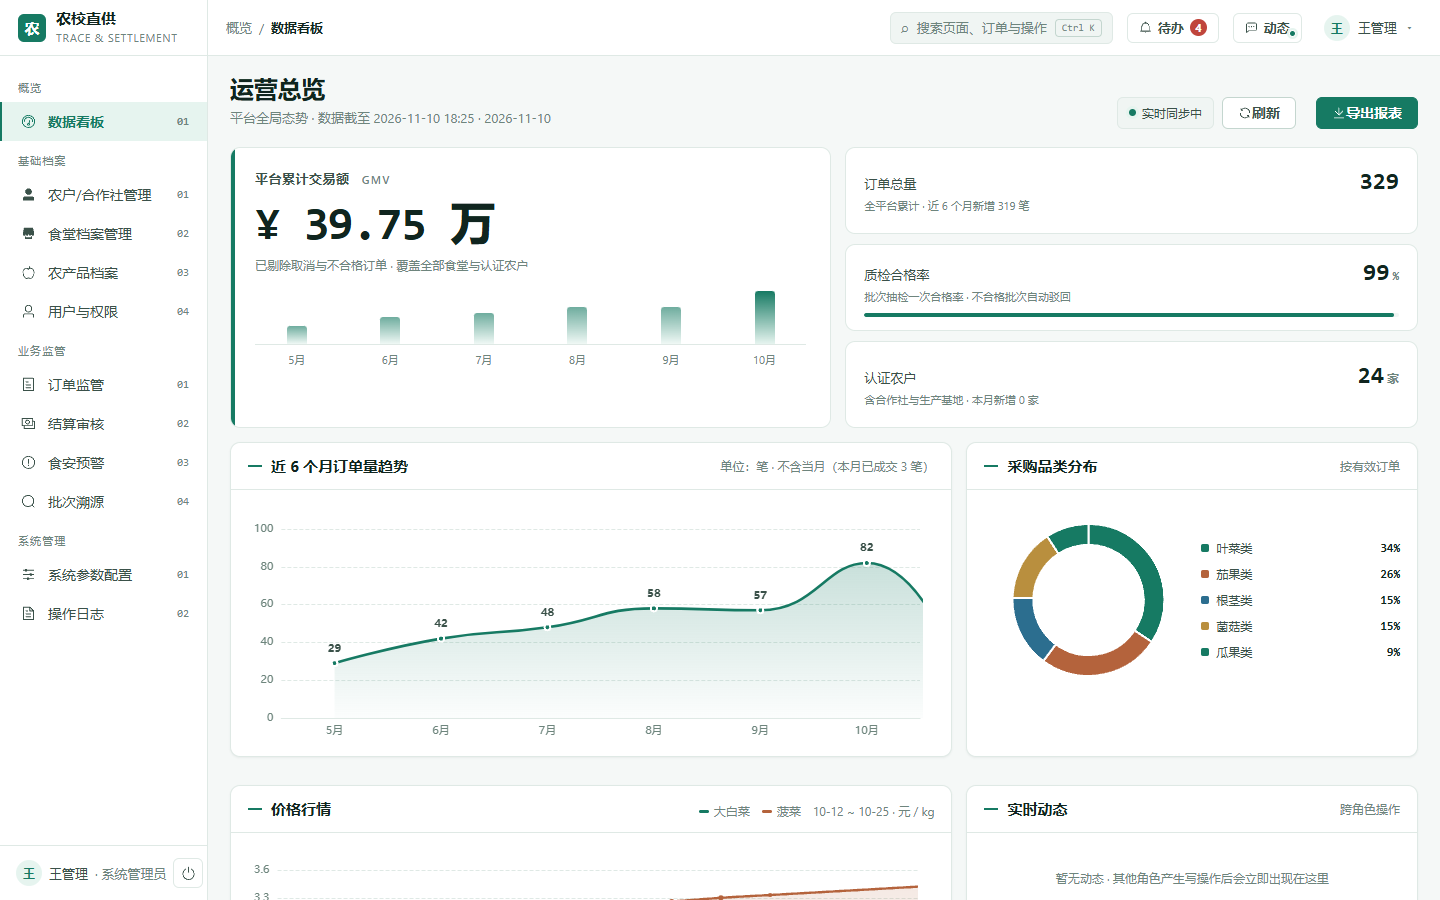 农
农校直供
TRACE & SETTLEMENT
概览 / 数据看板
搜索页面、订单与操作 Ctrl K
待办 4
动态
王 王管理
概览
数据看板 01
基础档案
农户/合作社管理 01
食堂档案管理 02
农产品档案 03
用户与权限 04
业务监管
订单监管 01
结算审核 02
食安预警 03
批次溯源 04
系统管理
系统参数配置 01
操作日志 02
王 王管理 · 系统管理员
运营总览
平台全局态势 · 数据截至 2026-11-10 18:25 · 2026-11-10
实时同步中
刷新
导出报表
平台累计交易额 GMV
¥ 39.75 万
已剔除取消与不合格订单 · 覆盖全部食堂与认证农户
5月 6月 7月 8月 9月 10月
订单总量 329
全平台累计 · 近 6 个月新增 319 笔
质检合格率 99 %
批次抽检一次合格率 · 不合格批次自动驳回
认证农户 24 家
含合作社与生产基地 · 本月新增 0 家
近 6 个月订单量趋势
单位：笔 · 不含当月（本月已成交 3 笔）
100
80
60
40
20
0
29 42 48 58 57 82
5月 6月 7月 8月 9月 10月
采购品类分布 按有效订单
叶菜类 34%
茄果类 26%
根茎类 15%
菌菇类 15%
瓜果类 9%
价格行情
大白菜 菠菜 10-12 ~ 10-25 · 元 / kg
3.6
3.3
实时动态 跨角色操作
暂无动态 · 其他角色产生写操作后会立即出现在这里